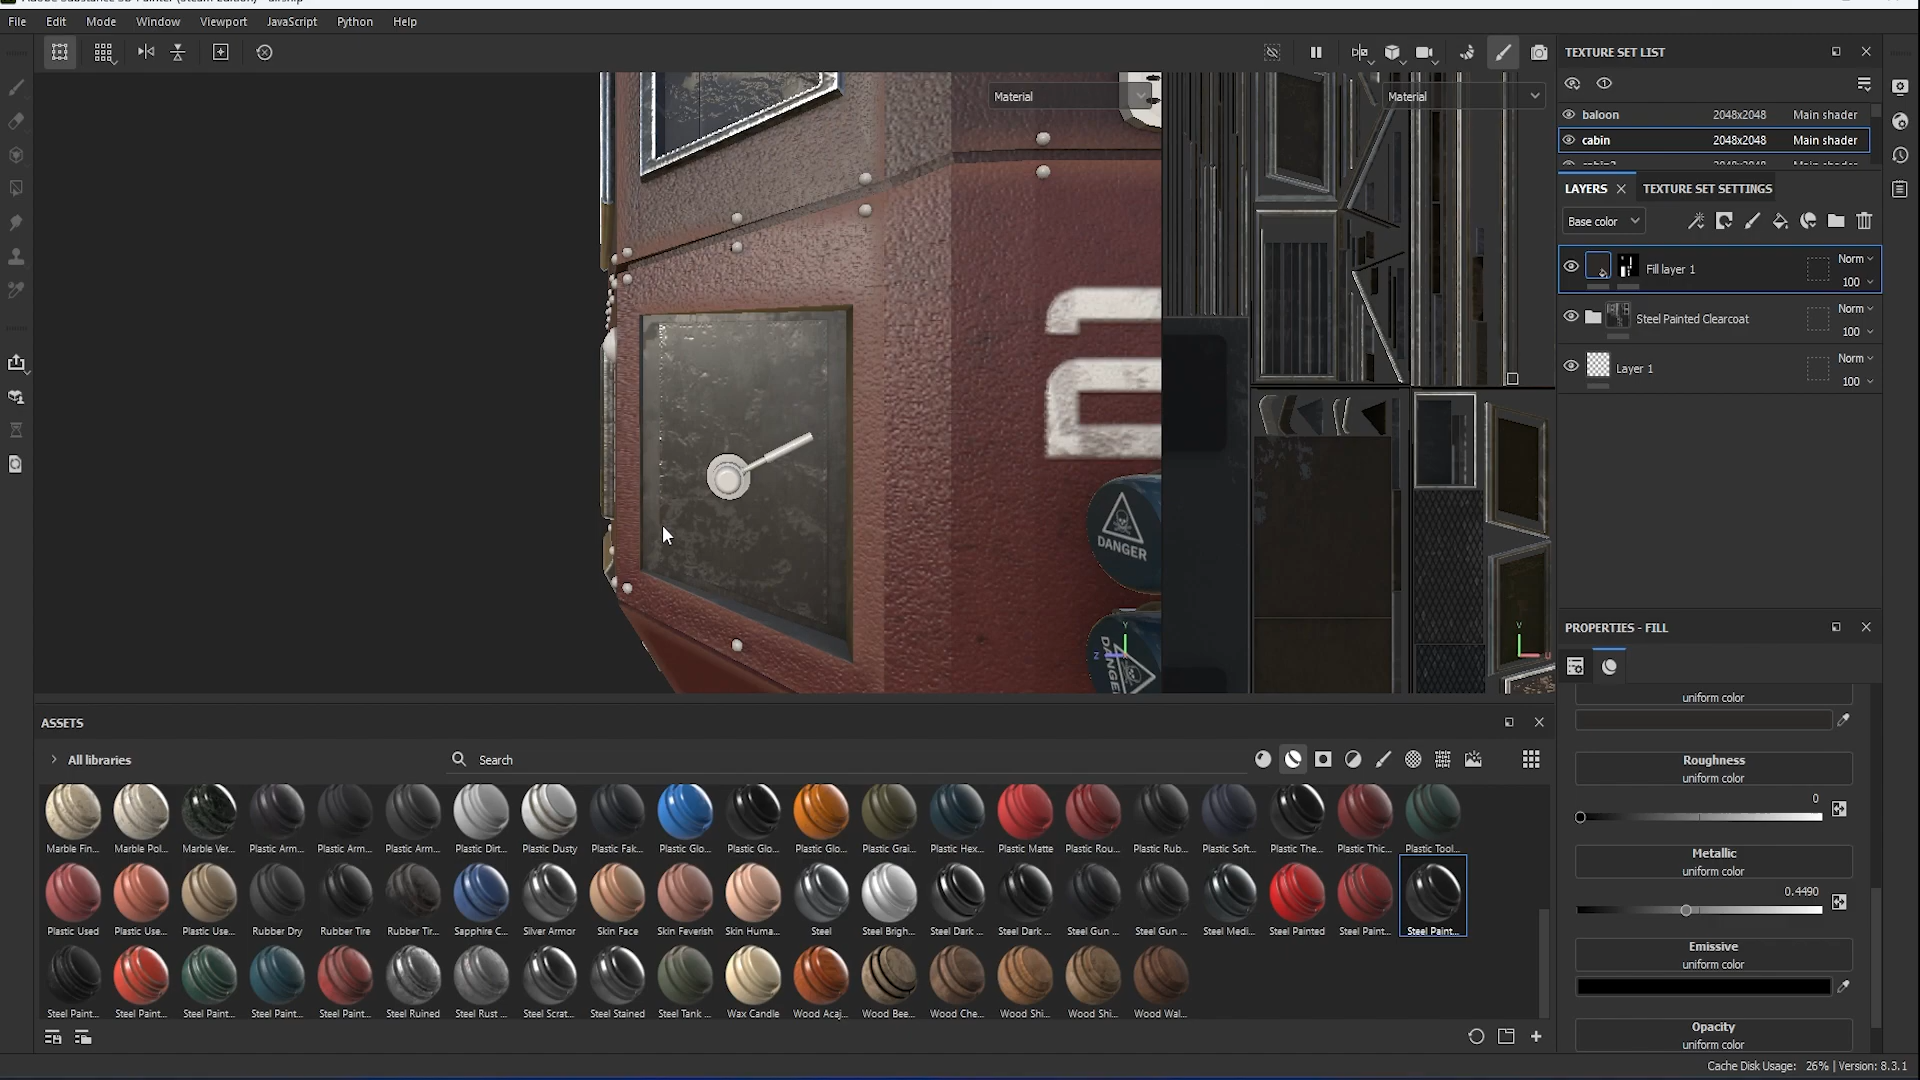 File Edit Mode Window Viewport JavaScript Python Help
Material
Material
TEXTURE SET LIST
baloon 2048x2048 Main shader
cabin 2048x2048 Main shader
LAYERS TEXTURE SET SETTINGS
Base color
Fill layer 1 Norm 100
Steel Painted Clearcoat Norm 100
Layer 1 Norm 100
DANGER
PROPERTIES - FILL
uniform color
Roughness
uniform color
0
Metallic
uniform color
0.4490
Emissive
uniform color
Opacity
uniform color
ASSETS
All libraries Search
Marble Fin... Marble Pol... Marble Ver... Plastic Arm... Plastic Arm... Plastic Arm... Plastic Dirt... Plastic Dusty Plastic Fak... Plastic Glo... Plastic Glo... Plastic Glo... Plastic Grai... Plastic Hex... Plastic Matte Plastic Rou... Plastic Rub... Plastic Soft... Plastic The... Plastic Thic... Plastic Tool...
Plastic Used Plastic Use... Plastic Use... Rubber Dry Rubber Tire Rubber Tir... Sapphire C... Silver Armor Skin Face Skin Feverish Skin Huma... Steel Steel Brigh... Steel Dark ... Steel Dark ... Steel Gun ... Steel Gun ... Steel Medi... Steel Painted Steel Paint... Steel Paint...
Steel Paint... Steel Paint... Steel Paint... Steel Paint... Steel Paint... Steel Ruined Steel Rust ... Steel Scrat... Steel Stained Steel Tank ... Wax Candle Wood Acaj... Wood Bee... Wood Che... Wood Shi... Wood Shi... Wood Wal...
Cache Disk Usage: 26% | Version: 8.3.1